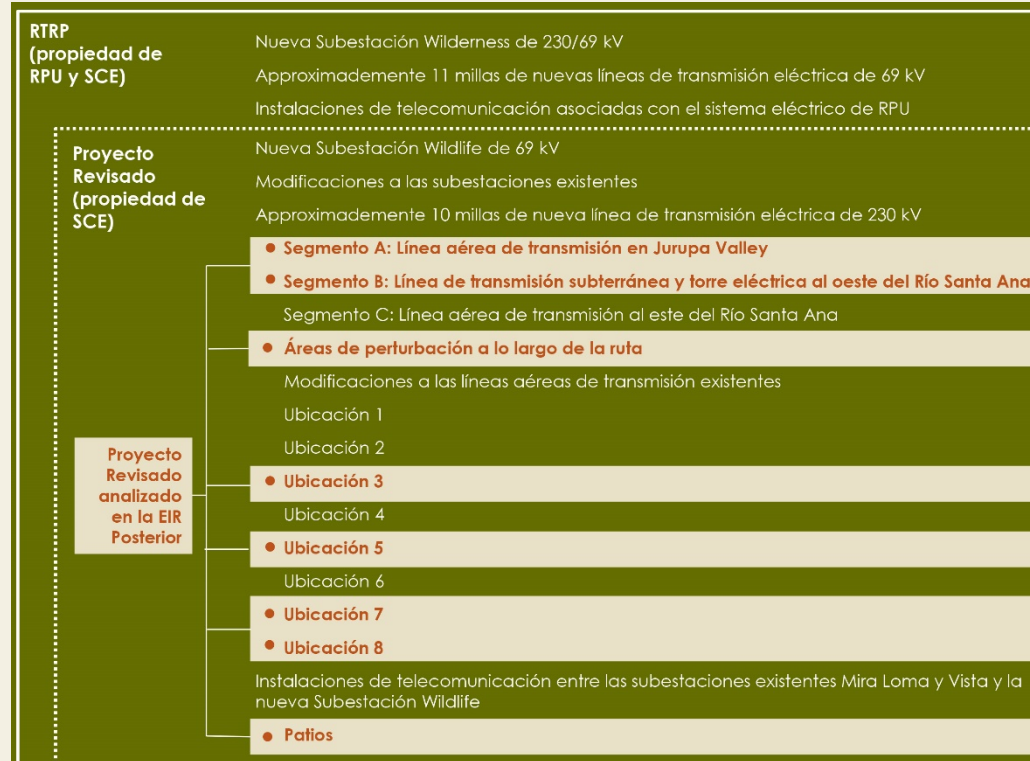 RTRP
(propiedad de
RPU y SCE)
Nueva Subestación Wilderness de 230/69 kV
Approximademente 11 millas de nuevas líneas de transmisión eléctrica de 69 kV
Instalaciones de telecomunicación asociadas con el sistema eléctrico de RPU
Proyecto
Revisado
(propiedad de
SCE)
Nueva Subestación Wildlife de 69 kV
Modificaciones a las subestaciones existentes
Approximademente 10 millas de nueva línea de transmisión eléctrica de 230 kV
Proyecto
Revisado
analizado
en la EIR
Posterior
• Segmento A: Línea aérea de transmisión en Jurupa Valley
• Segmento B: Línea de transmisión subterránea y torre eléctrica al oeste del Río Santa Ana
Segmento C: Línea aérea de transmisión al este del Río Santa Ana
• Áreas de perturbación a lo largo de la ruta
Modificaciones a las líneas aéreas de transmisión existentes
Ubicación 1
Ubicación 2
• Ubicación 3
Ubicación 4
• Ubicación 5
Ubicación 6
• Ubicación 7
• Ubicación 8
Instalaciones de telecomunicación entre las subestaciones existentes Mira Loma y Vista y la
nueva Subestación Wildlife
• Patios